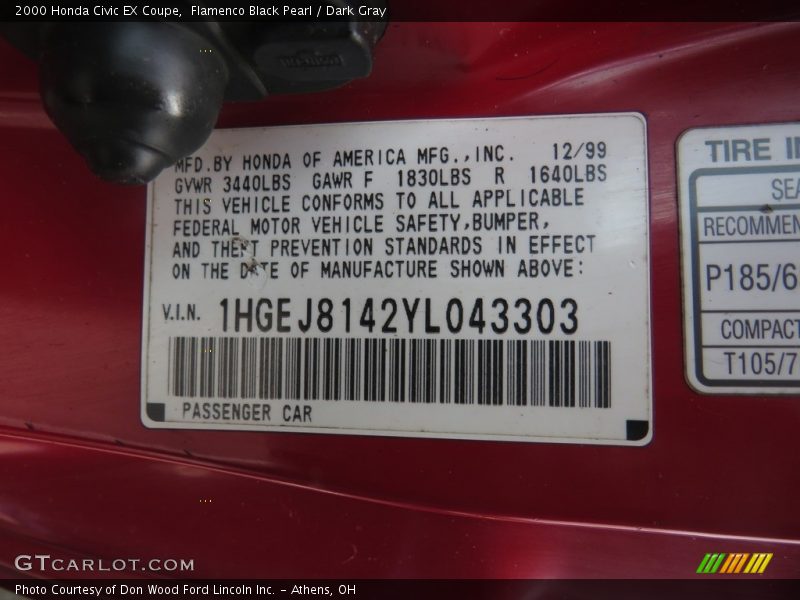 2000 Honda Civic EX Coupe,  Flamenco Black Pearl / Dark Gray
MFD.BY HONDA OF AMERICA MFG.,INC. 12/99
GVWR 3440LBS GAWR F 1830LBS R 1640LBS
THIS VEHICLE CONFORMS TO ALL APPLICABLE
FEDERAL MOTOR VEHICLE SAFETY,BUMPER,
AND THEFT PREVENTION STANDARDS IN EFFECT
ON THE DATE OF MANUFACTURE SHOWN ABOVE:
V.I.N. 1HGEJ8142YL043303
PASSENGER CAR
TIRE
RECOMMEN
P185/6
COMPACT
T105/7
GTCARLOT.COM
Photo Courtesy of Don Wood Ford Lincoln Inc. - Athens, OH